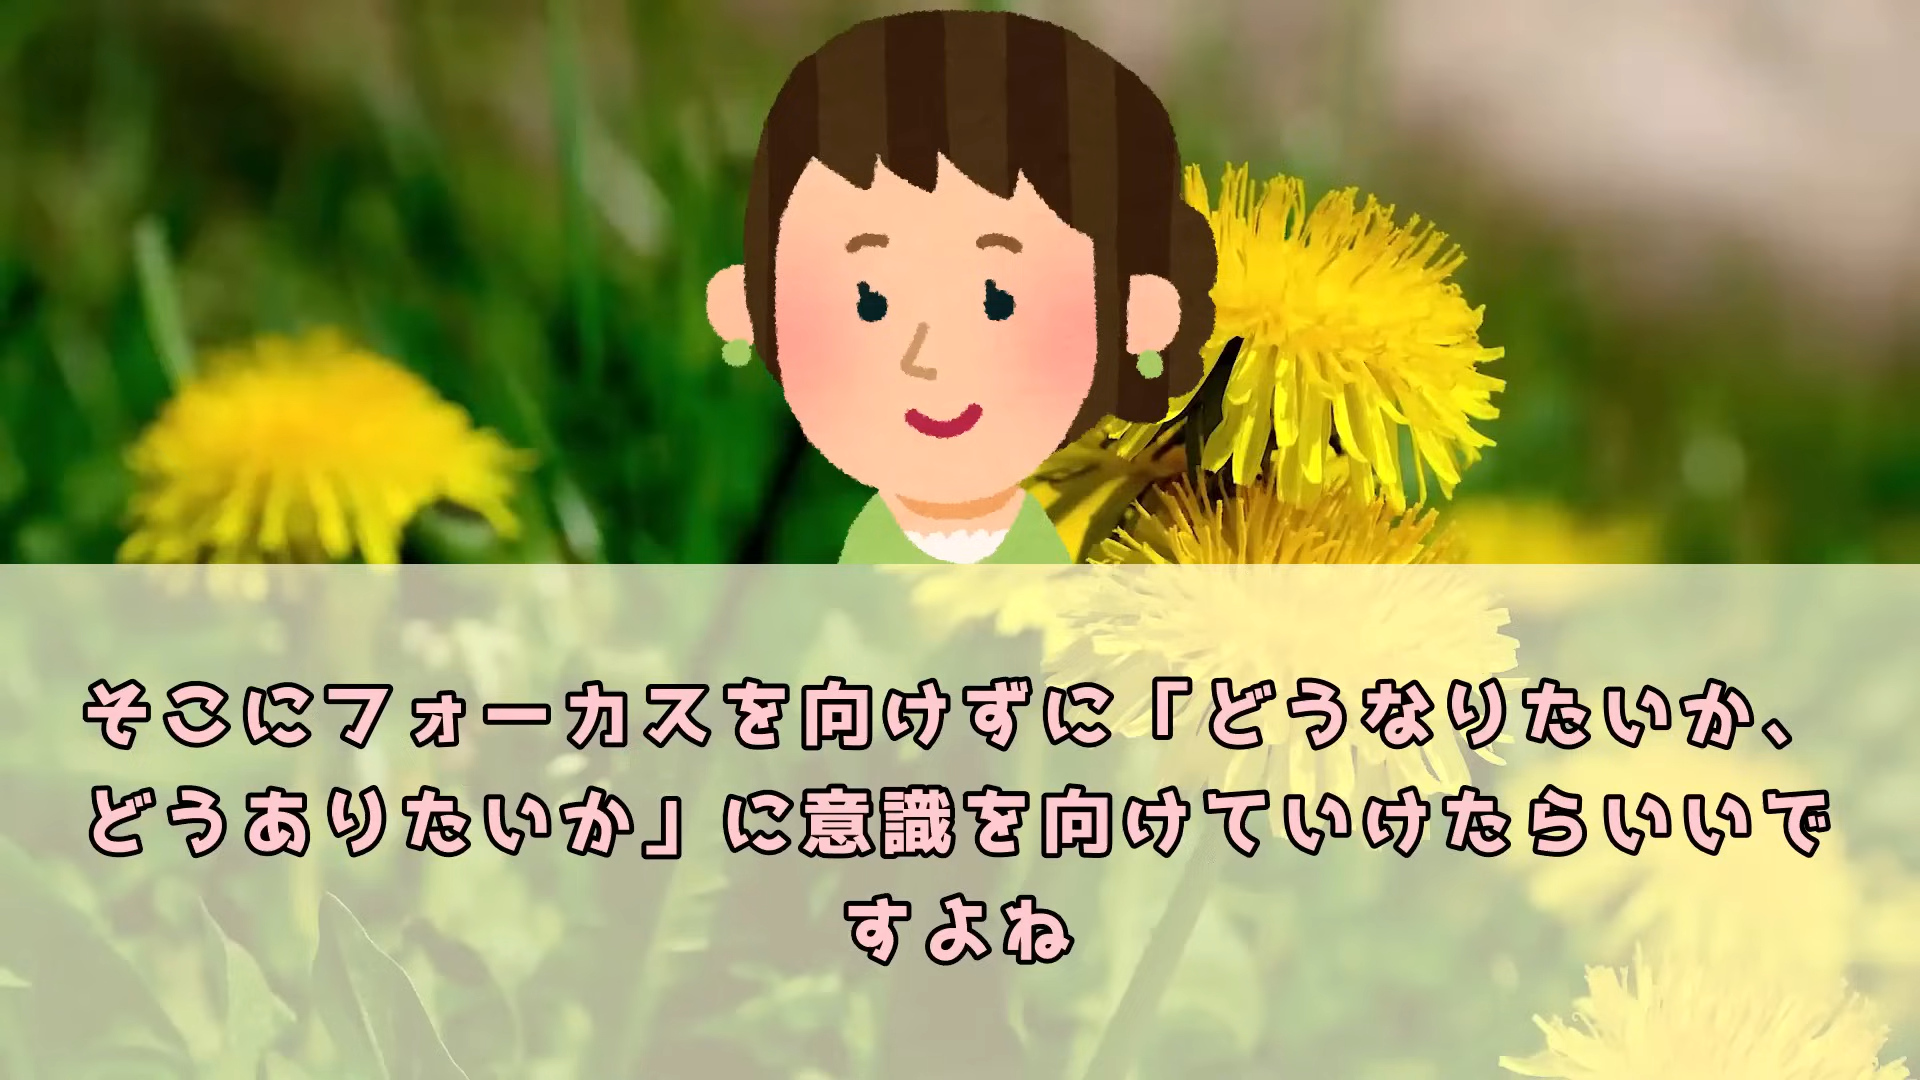 そこにフォーカスを向けずに「どうなりたいか、
どうありたいか」に意識を向けていけたらいいで
すよね